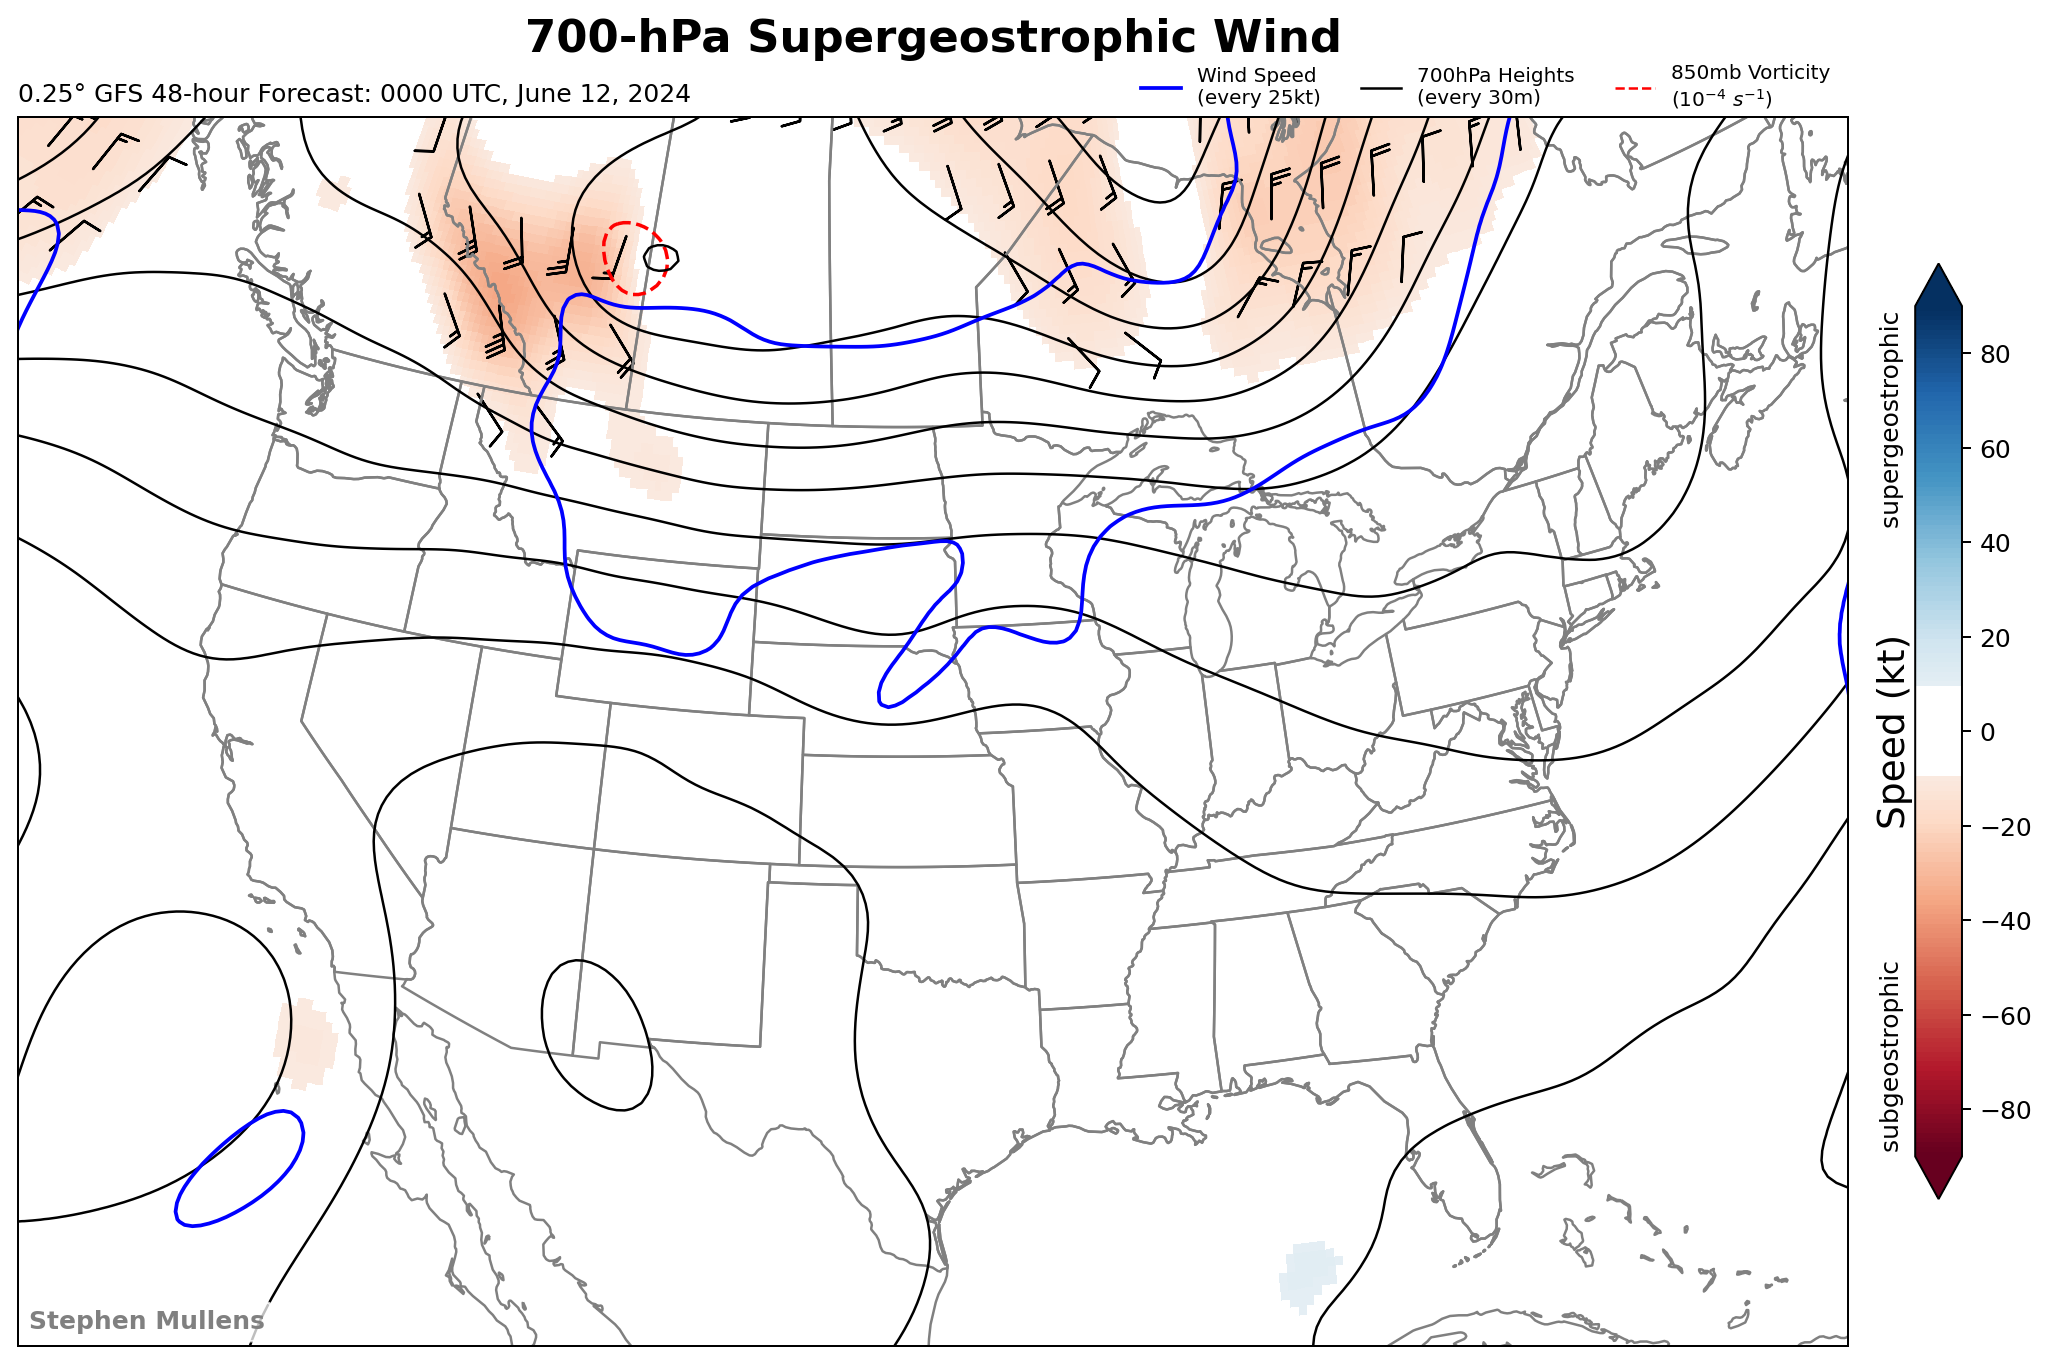 700-hPa Supergeostrophic Wind
0.25° GFS 48-hour Forecast: 0000 UTC, June 12, 2024
Wind Speed
(every 25kt)
700hPa Heights
(every 30m)
850mb Vorticity
(10⁻⁴ s⁻¹)
supergeostrophic
Speed (kt)
subgeostrophic
80
60
40
20
0
−20
−40
−60
−80
Stephen Mullens